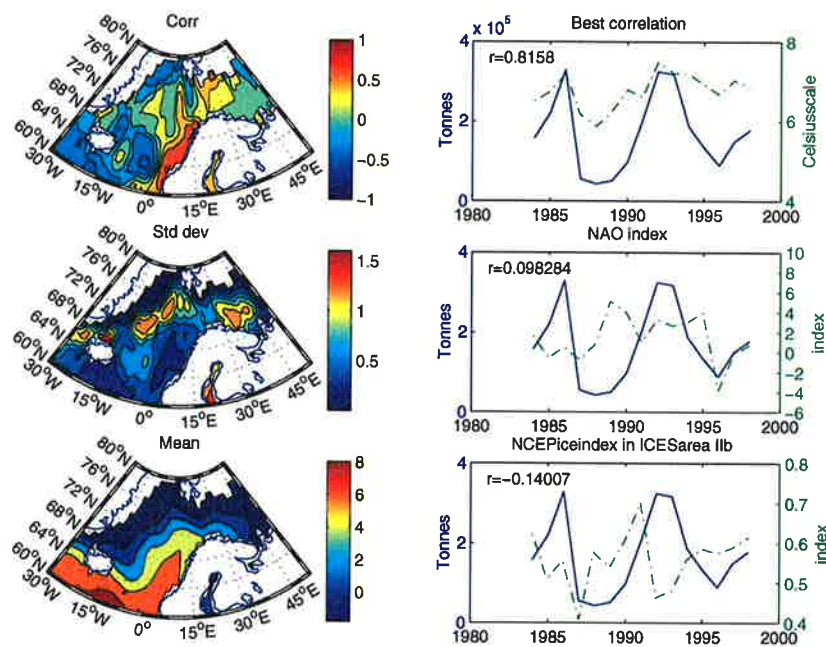 Corr
80°N
76°N
72°N
68°N
64°N
60°N
30°W
15°W
0°
15°E
30°E
45°E
1
0.5
0
−0.5
−1
Std dev
80°N
76°N
72°N
68°N
64°N
60°N
30°W
15°W
0°
15°E
30°E
45°E
1.5
1
0.5
Mean
80°N
76°N
72°N
68°N
64°N
60°N
30°W
15°W
0°
15°E
30°E
45°E
8
6
4
2
0
x 10⁵
Best correlation
r=0.8158
4
2
0
Tonnes
8
6
4
Celsiusscale
1980
1985
1990
1995
2000
NAO index
r=0.098284
4
2
0
Tonnes
10
8
6
4
2
0
−2
−4
−6
index
1980
1985
1990
1995
2000
NCEPiceindex in ICESarea IIb
r=−0.14007
4
2
0
Tonnes
0.8
0.7
0.6
0.5
0.4
index
1980
1985
1990
1995
2000